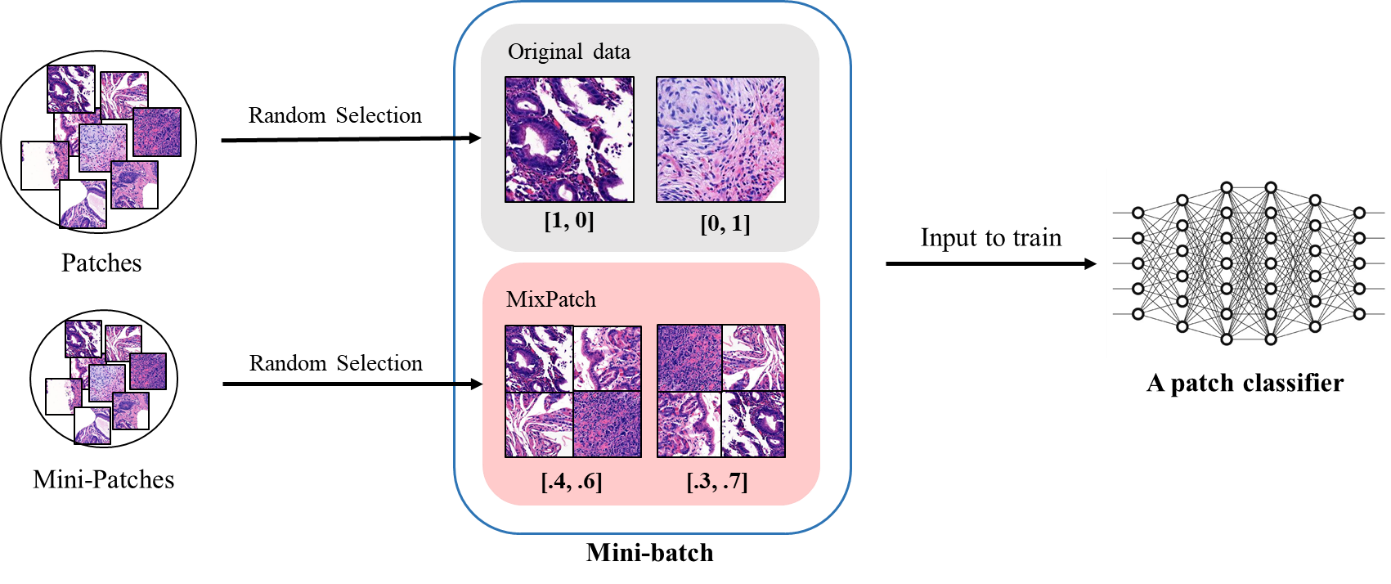 Patches
Random Selection
Mini-Patches
Random Selection
Original data
[1, 0]
[0, 1]
MixPatch
[.4, .6]
[.3, .7]
Mini-batch
Input to train
A patch classifier